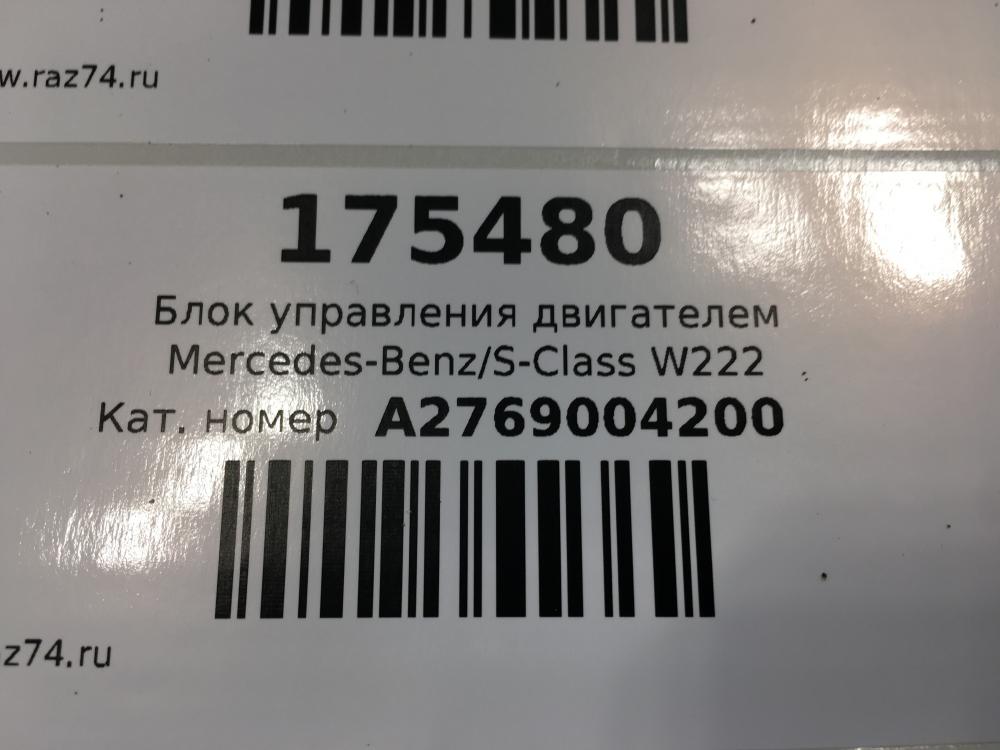 w.raz74.ru
175480
Блок управления двигателем
Mercedes-Benz/S-Class W222
Кат. номер A2769004200
z74.ru